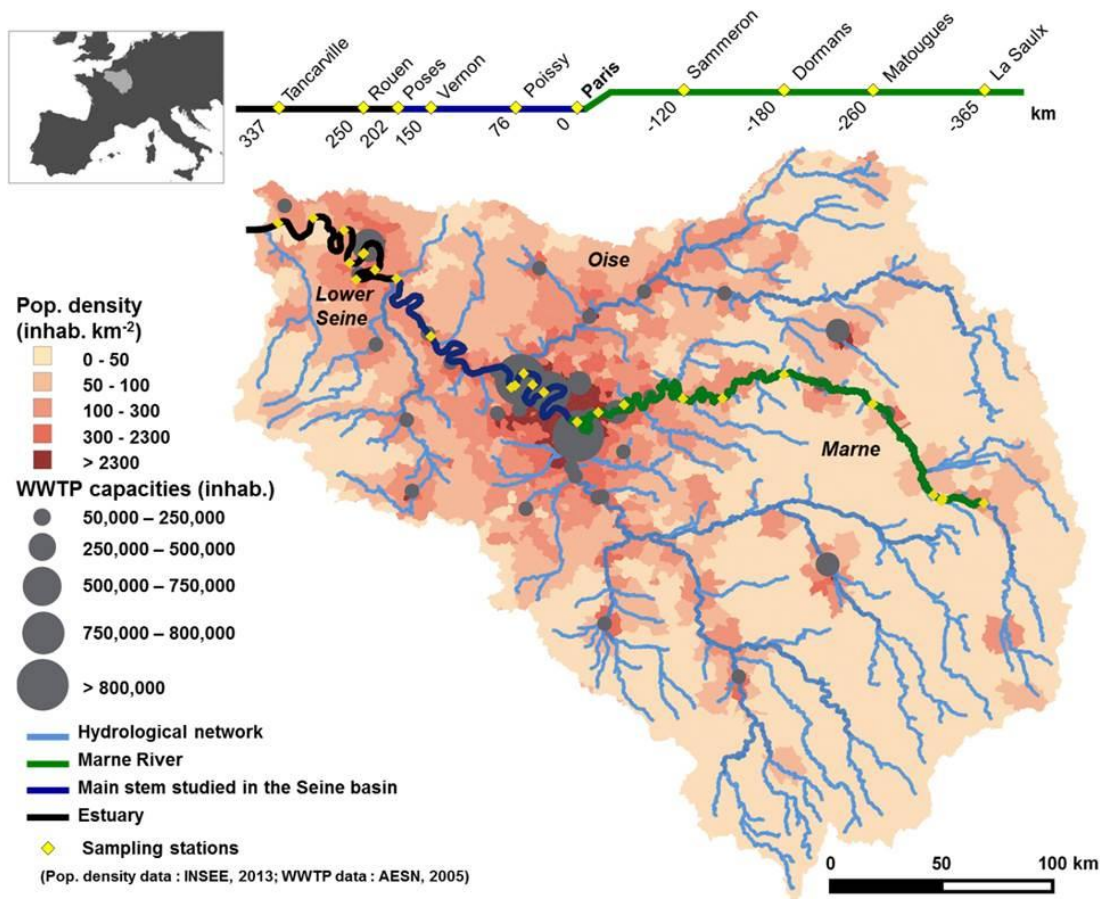 Tancarville
Rouen
Poses
Vernon
Poissy
Paris
Sammeron
Dormans
Matougues
La Saulx
337
250
202
150
76
0
-120
-180
-260
-365
km
Oise
Lower
Seine
Marne
Pop. density
(inhab. km-2)
0 - 50
50 - 100
100 - 300
300 - 2300
> 2300
WWTP capacities (inhab.)
50,000 – 250,000
250,000 – 500,000
500,000 – 750,000
750,000 – 800,000
> 800,000
Hydrological network
Marne River
Main stem studied in the Seine basin
Estuary
Sampling stations
(Pop. density data : INSEE, 2013; WWTP data : AESN, 2005)
0 50 100 km